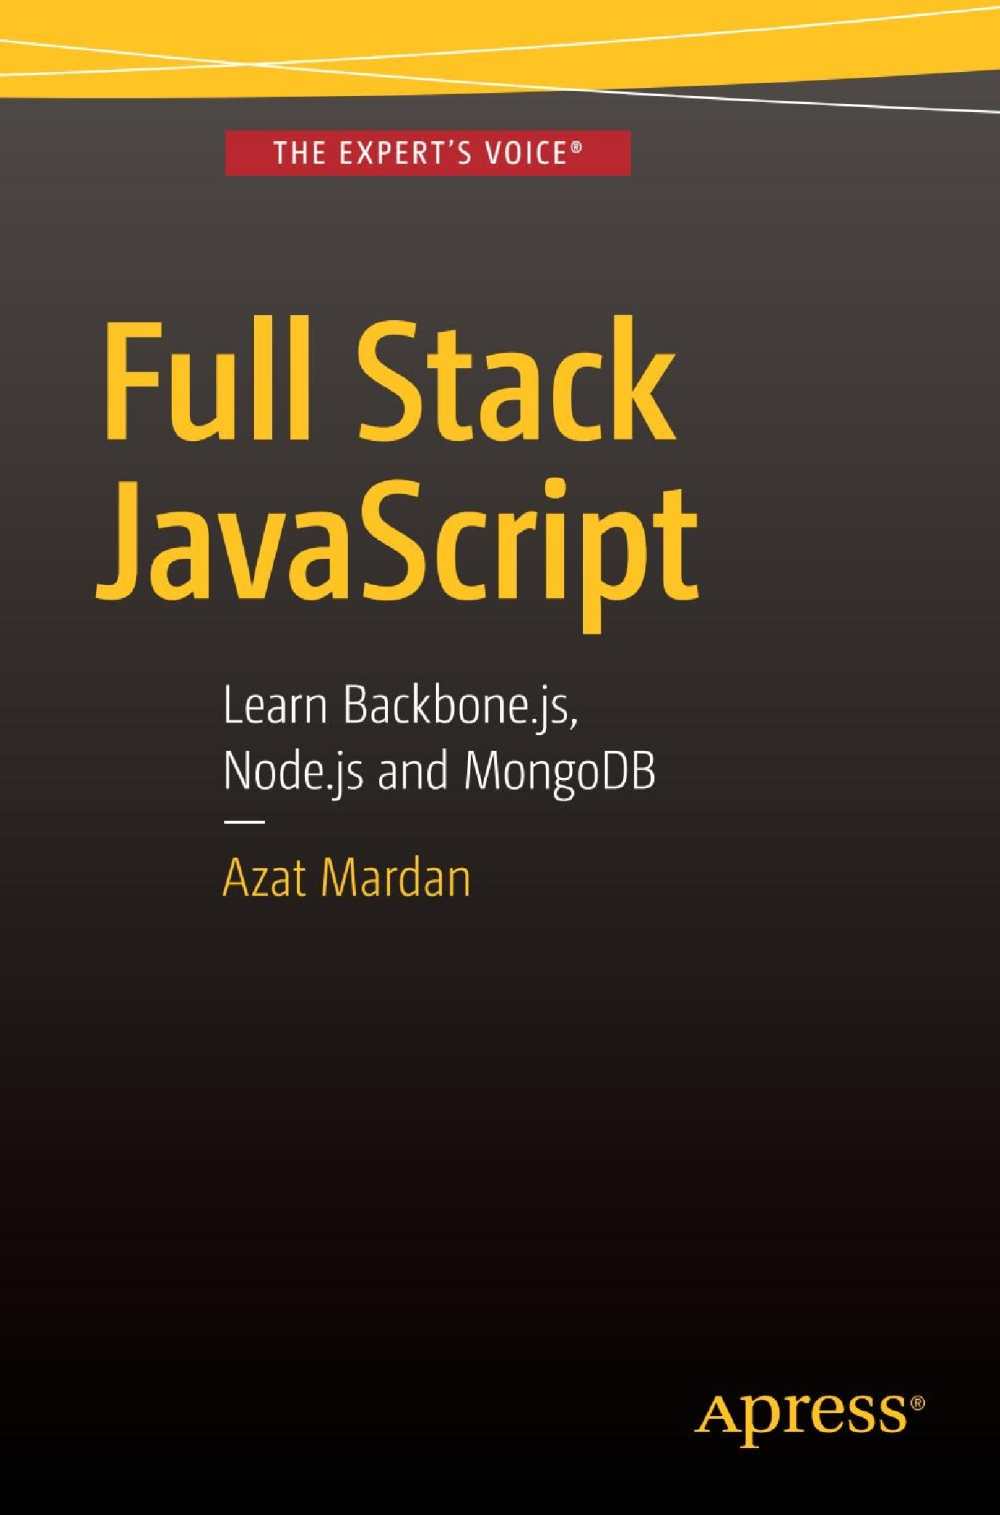 THE EXPERT'S VOICE®
Full Stack
JavaScript
Learn Backbone.js,
Node.js and MongoDB
Azat Mardan
Apress®